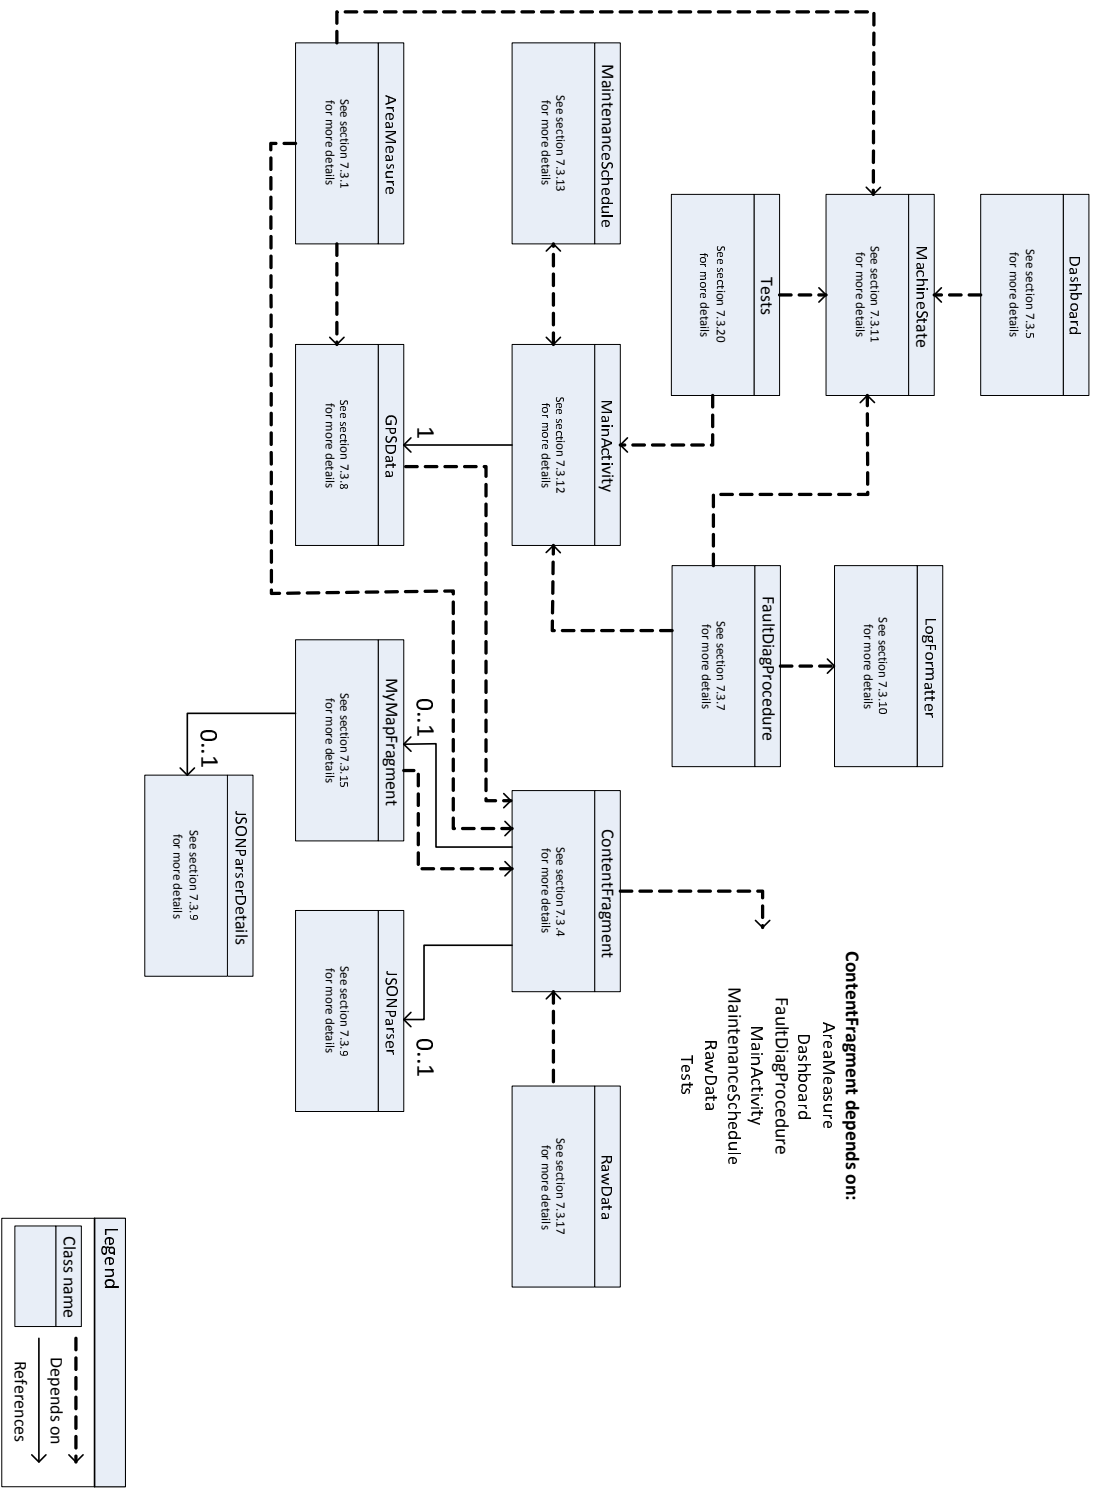 Dashboard
See section 7.3.5
for more details
MachineState
See section 7.3.11
for more details
LogFormatter
See section 7.3.10
for more details
Tests
See section 7.3.20
for more details
FaultDiagProcedure
See section 7.3.7
for more details
ContentFragment depends on:
AreaMeasure
Dashboard
FaultDiagProcedure
MainActivity
MaintenanceSchedule
RawData
Tests
MaintenanceSchedule
See section 7.3.13
for more details
MainActivity
See section 7.3.12
for more details
ContentFragment
See section 7.3.4
for more details
RawData
See section 7.3.17
for more details
1
0..1
0..1
AreaMeasure
See section 7.3.1
for more details
GPSData
See section 7.3.8
for more details
MyMapFragment
See section 7.3.15
for more details
JSONParser
See section 7.3.9
for more details
0..1
JSONParserDetails
See section 7.3.9
for more details
Legend
Class name
Depends on
References